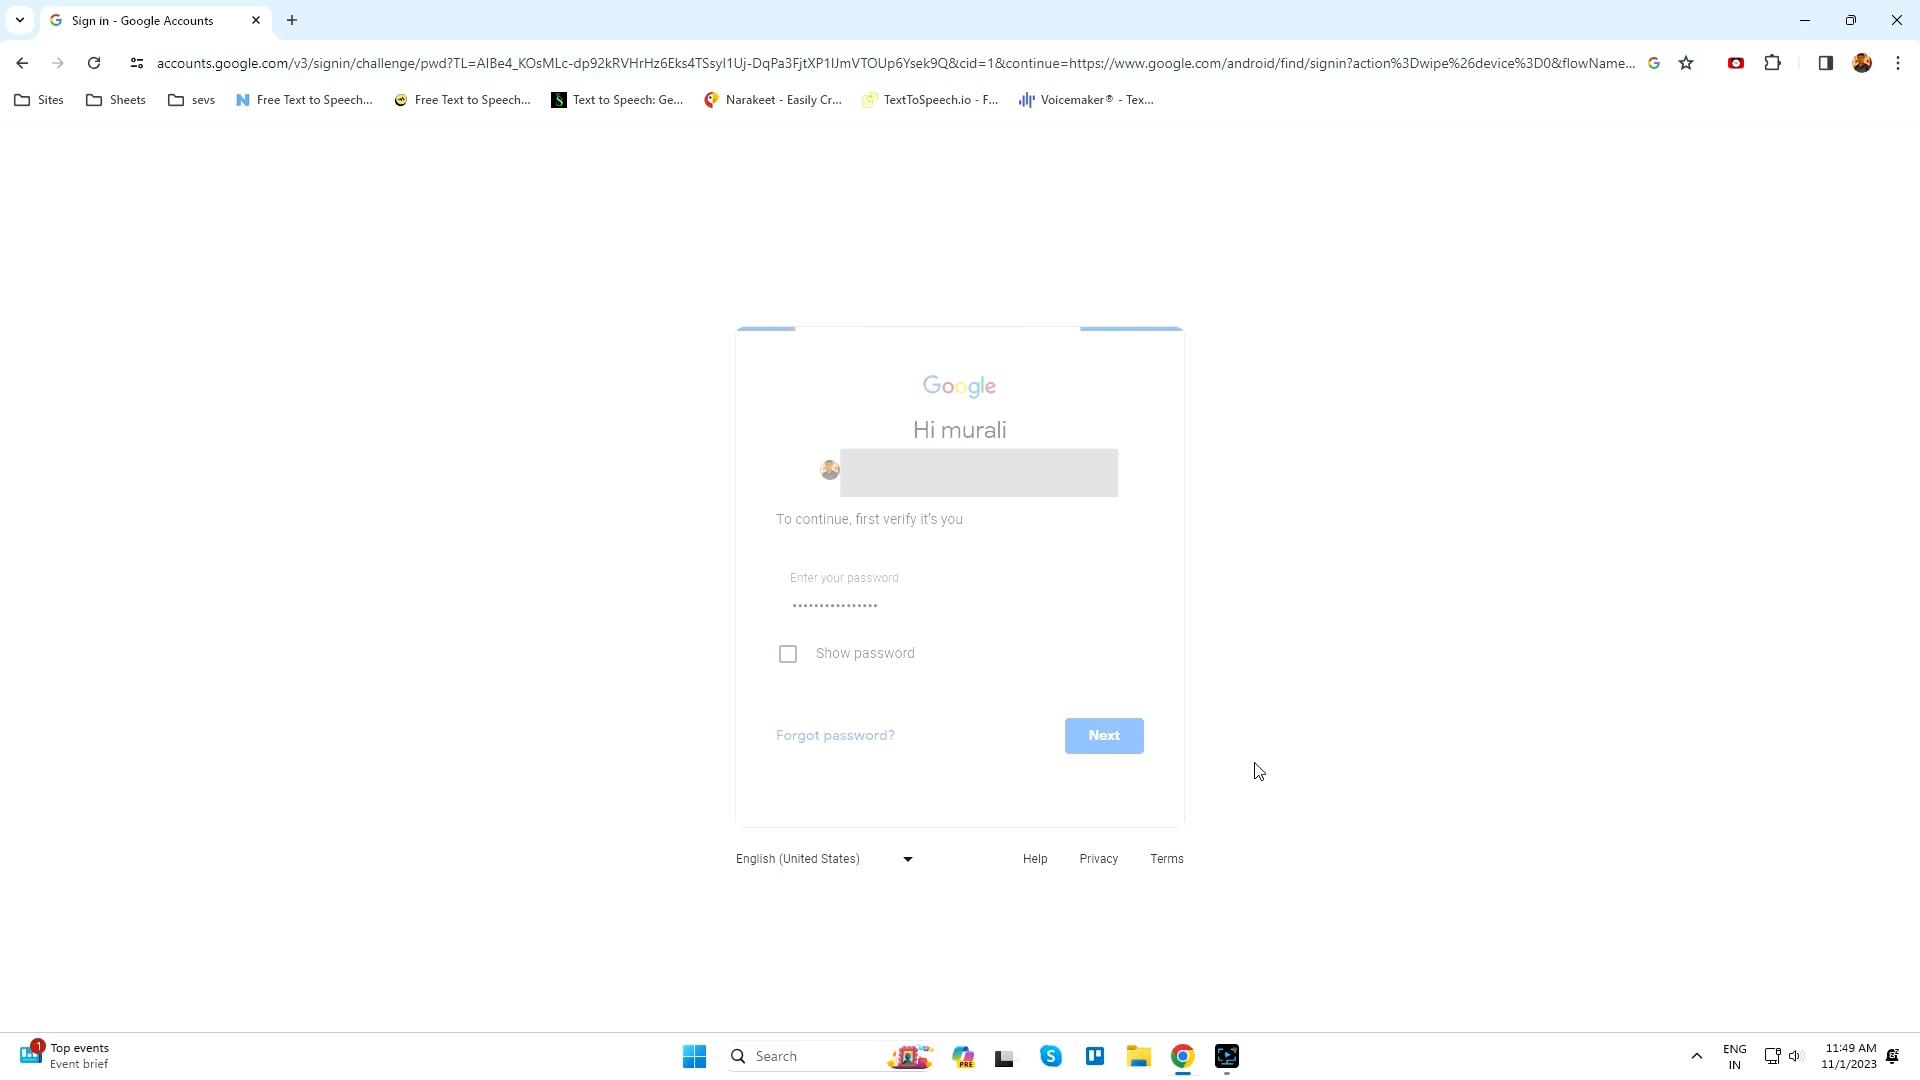 Sign in - Google Accounts
accounts.google.com/v3/signin/challenge/pwd?TL=AIBe4_KOsMLc-dp92kRVHrHz6Eks4TSsyI1Uj-DqPa3FjtXP1IJmVTOUp6Ysek9Q&cid=1&continue=https://www.google.com/android/find/signin?action%3Dwipe%26device%3D0&flowName...
Sites Sheets sevs Free Text to Speech... Free Text to Speech... Text to Speech: Ge... Narakeet - Easily Cr... TextToSpeech.io - F... Voicemaker® - Tex...
Google
Hi murali
To continue, first verify it's you
Enter your password
Show password
Forgot password? Next
English (United States) Help Privacy Terms
1 Top events
Event brief
Search
PRE
ENG
IN
11:49 AM
11/1/2023